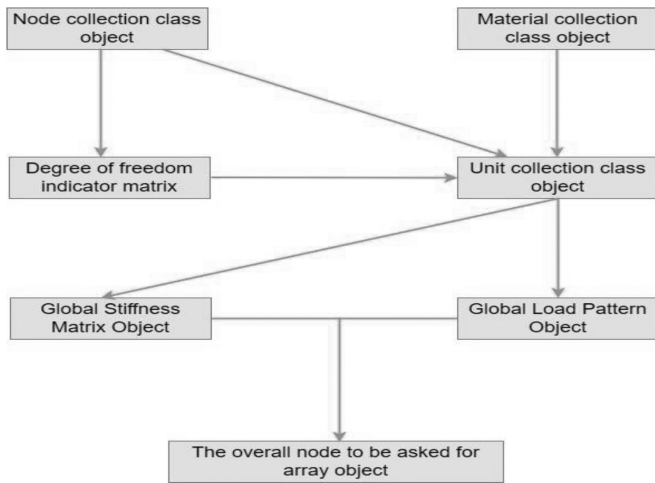 Node collection class
object
Material collection
class object
Degree of freedom
indicator matrix
Unit collection class
object
Global Stiffness
Matrix Object
Global Load Pattern
Object
The overall node to be asked for
array object